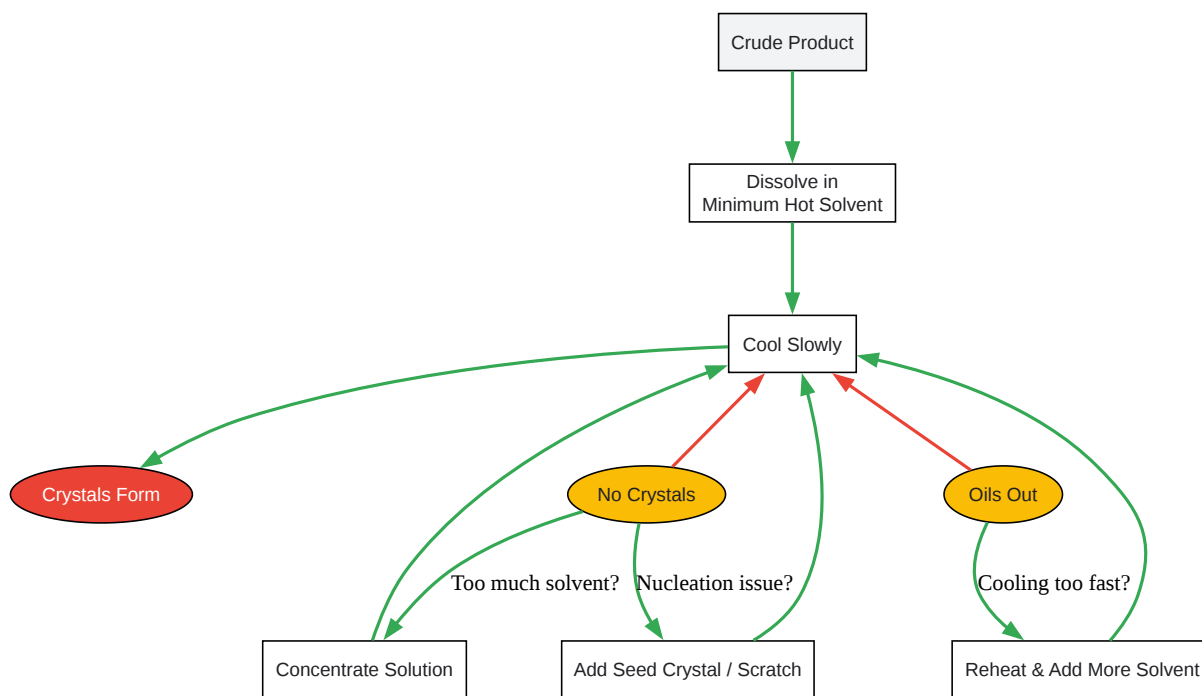 Crude Product
Dissolve in
Minimum Hot Solvent
Cool Slowly
Crystals Form
No Crystals
Oils Out
Too much solvent?
Nucleation issue?
Cooling too fast?
Concentrate Solution
Add Seed Crystal / Scratch
Reheat & Add More Solvent